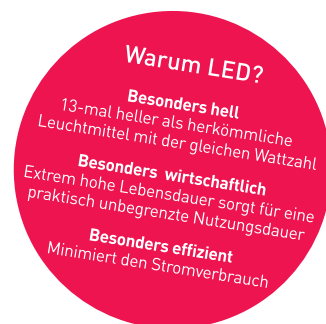 Warum LED?
Besonders hell
13-mal heller als herkömmliche
Leuchtmittel mit der gleichen Wattzahl
Besonders wirtschaftlich
Extrem hohe Lebensdauer sorgt für eine
praktisch unbegrenzte Nutzungsdauer
Besonders effizient
Minimiert den Stromverbrauch